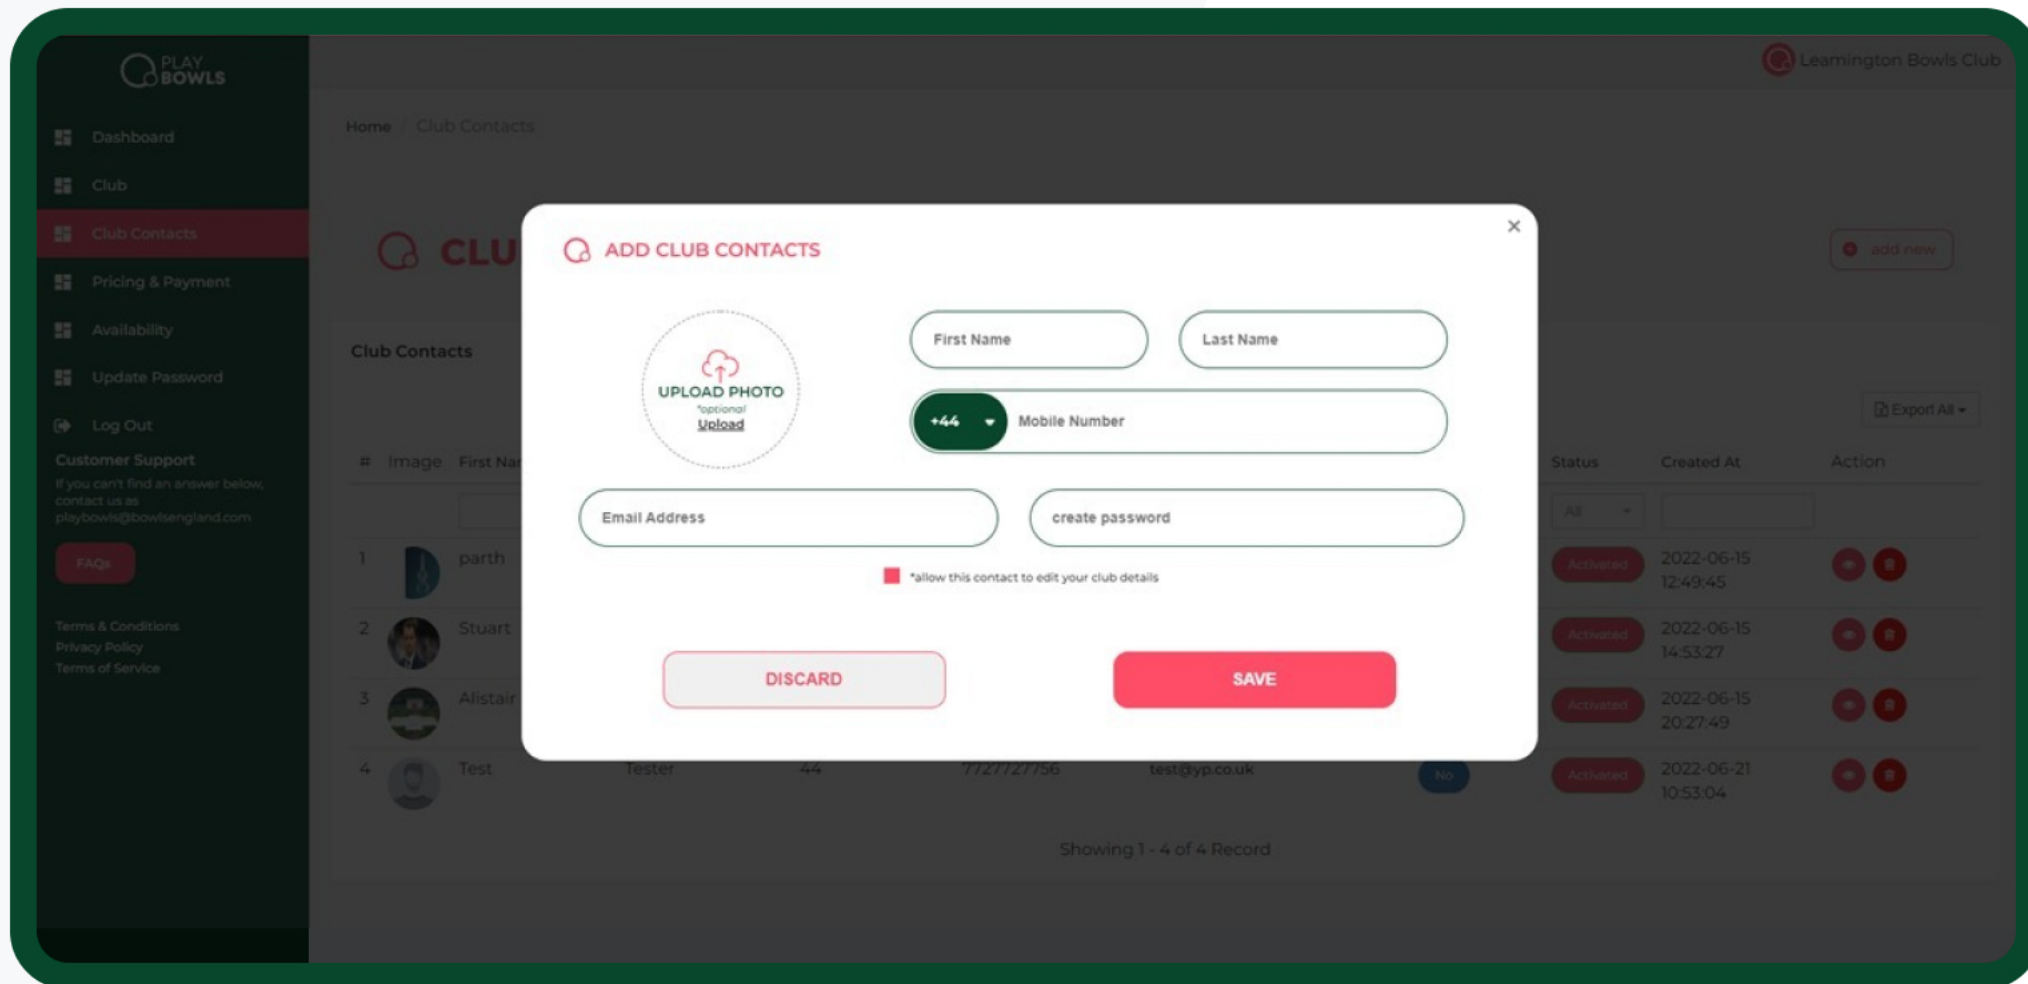 PLAY
BOWLS
Leamington Bowls Club
Dashboard
Club
Club Contacts
Pricing & Payment
Availability
Update Password
Log Out
Customer Support
If you can't find an answer below,
contact us as
playbowls@bowlsengland.com
FAQs
Terms & Conditions
Privacy Policy
Terms of Service
Home / Club Contacts
CLU
add new
Club Contacts
Export All
# Image First Nar Status Created At Action
All
1 parth Activated 2022-06-15
12:49:45
2 Stuart Activated 2022-06-15
14:53:27
3 Alistair Activated 2022-06-15
20:27:49
4 Test Tester 44 7727727756 test@yp.co.uk No Activated 2022-06-21
10:53:04
Showing 1 - 4 of 4 Record
×
ADD CLUB CONTACTS
UPLOAD PHOTO
*optional
Upload
First Name Last Name
+44 Mobile Number
Email Address create password
*allow this contact to edit your club details
DISCARD SAVE